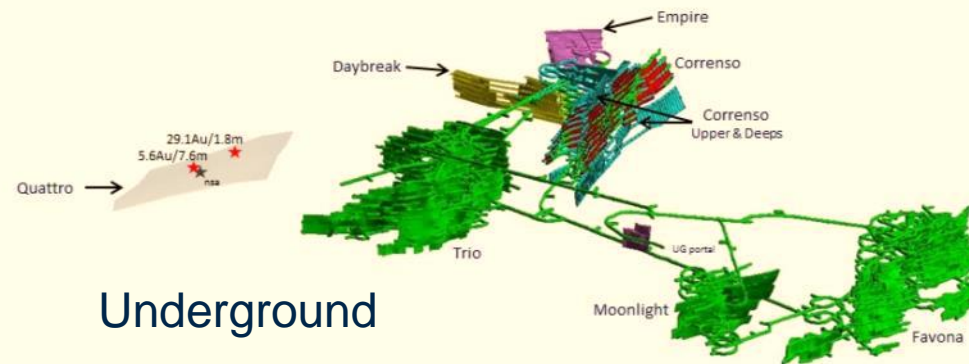 Empire
Daybreak
Correnso
Correnso
Upper & Deeps
29.1Au/1.8m
5.6Au/7.6m
nsa
Quattro
Trio
UG portal
Underground
Moonlight
Favona